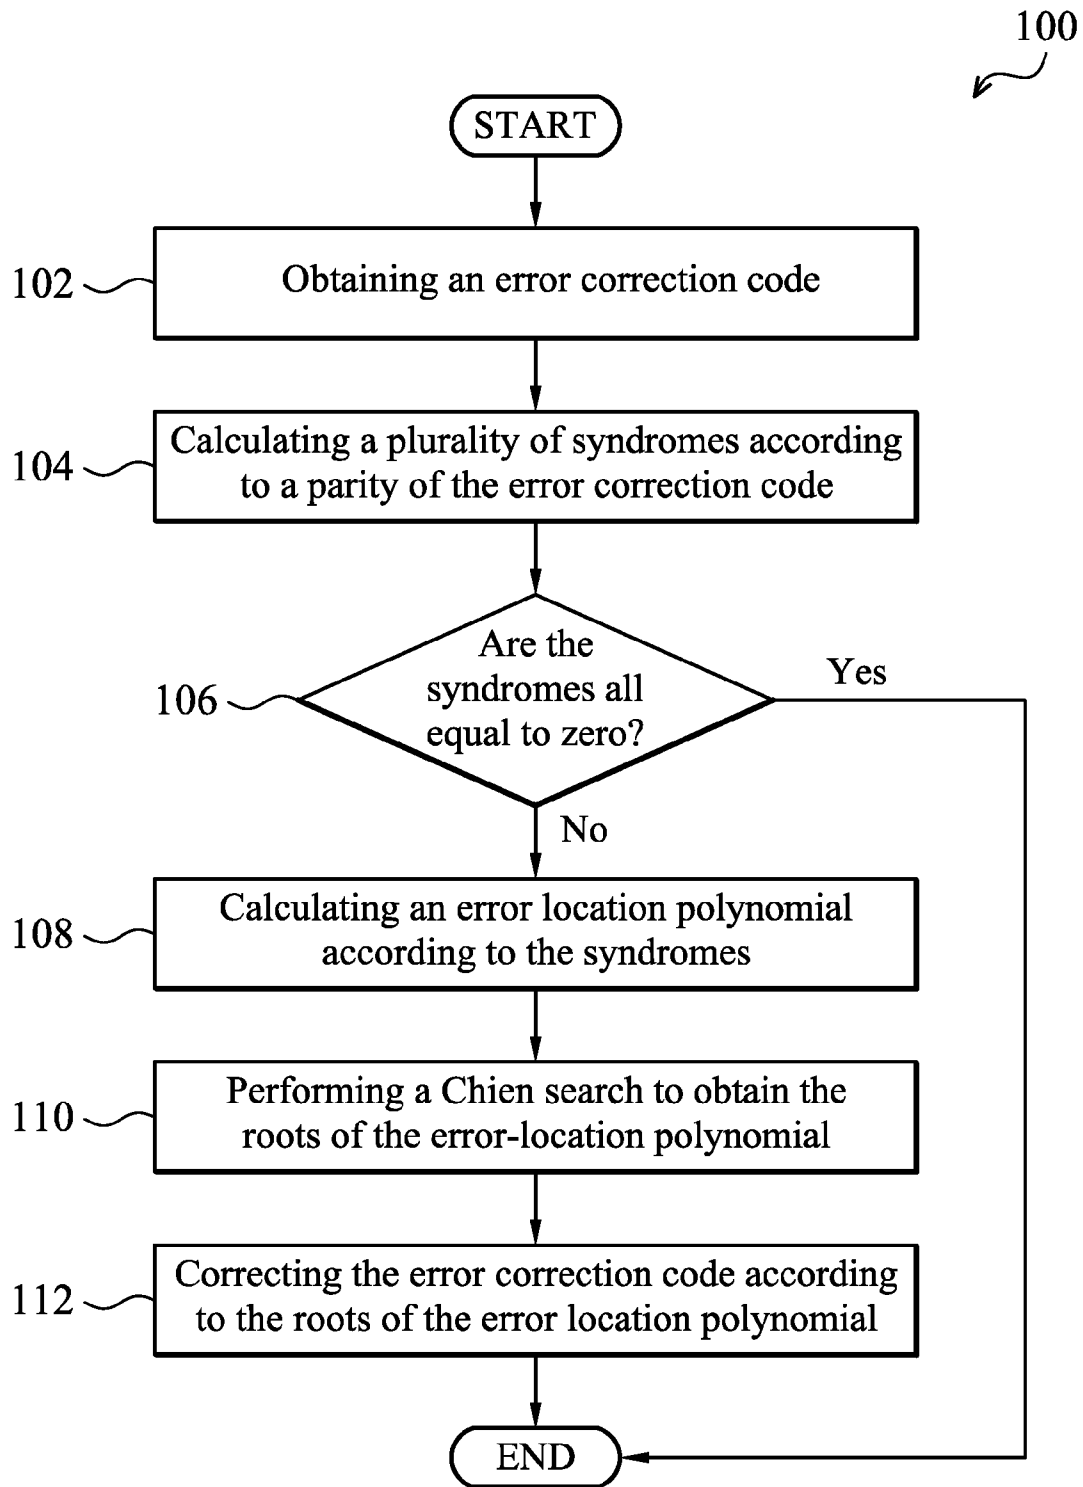 100
START
102
Obtaining an error correction code
104
Calculating a plurality of syndromes according
to a parity of the error correction code
106
Are the
syndromes all
equal to zero?
Yes
No
108
Calculating an error location polynomial
according to the syndromes
110
Performing a Chien search to obtain the
roots of the error-location polynomial
112
Correcting the error correction code according
to the roots of the error location polynomial
END